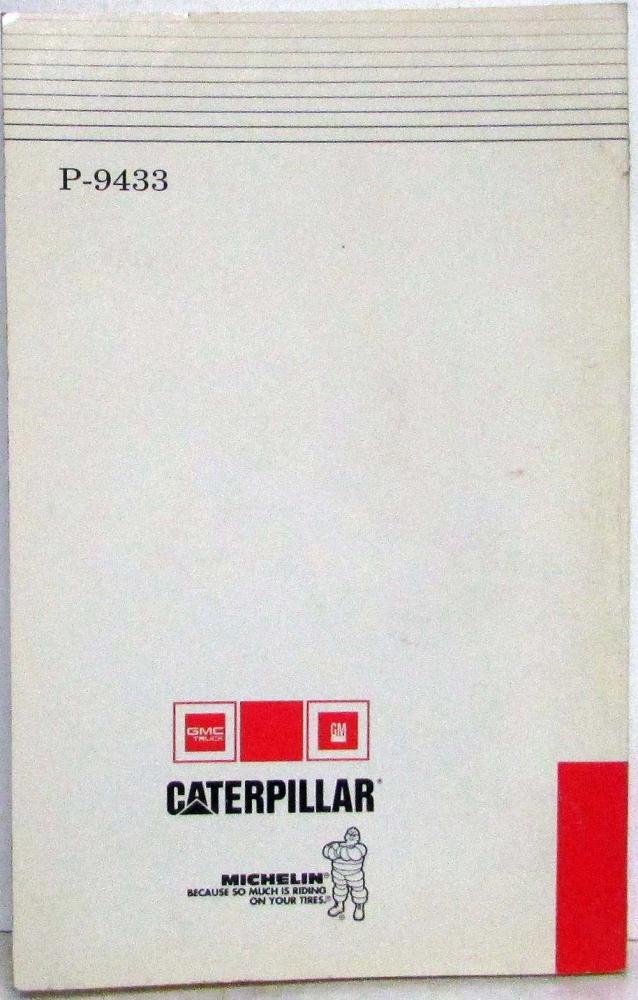 P-9433
GMC
TRUCK
GM
CATERPILLAR®
MICHELIN®
BECAUSE SO MUCH IS RIDING
ON YOUR TIRES.®
®